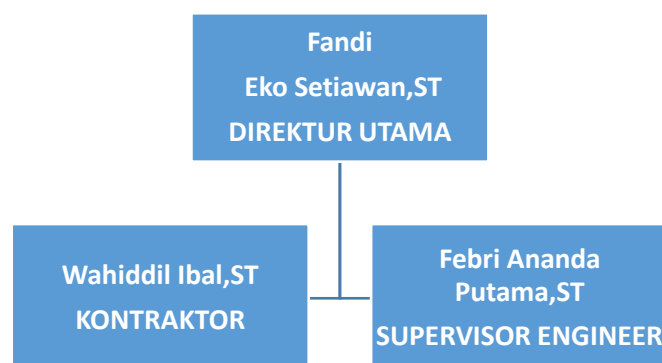 Fandi
Eko Setiawan,ST
DIREKTUR UTAMA
Wahiddil Ibal,ST
KONTRAKTOR
Febri Ananda
Putama,ST
SUPERVISOR ENGINEER